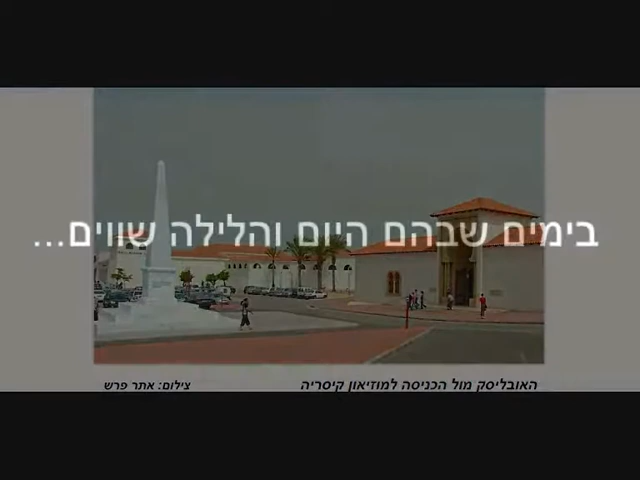 בימים שבהם היום והלילה שווים...
האובליסק מול הכניסה למוזיאון קיסריה
צילום: אתר פרש